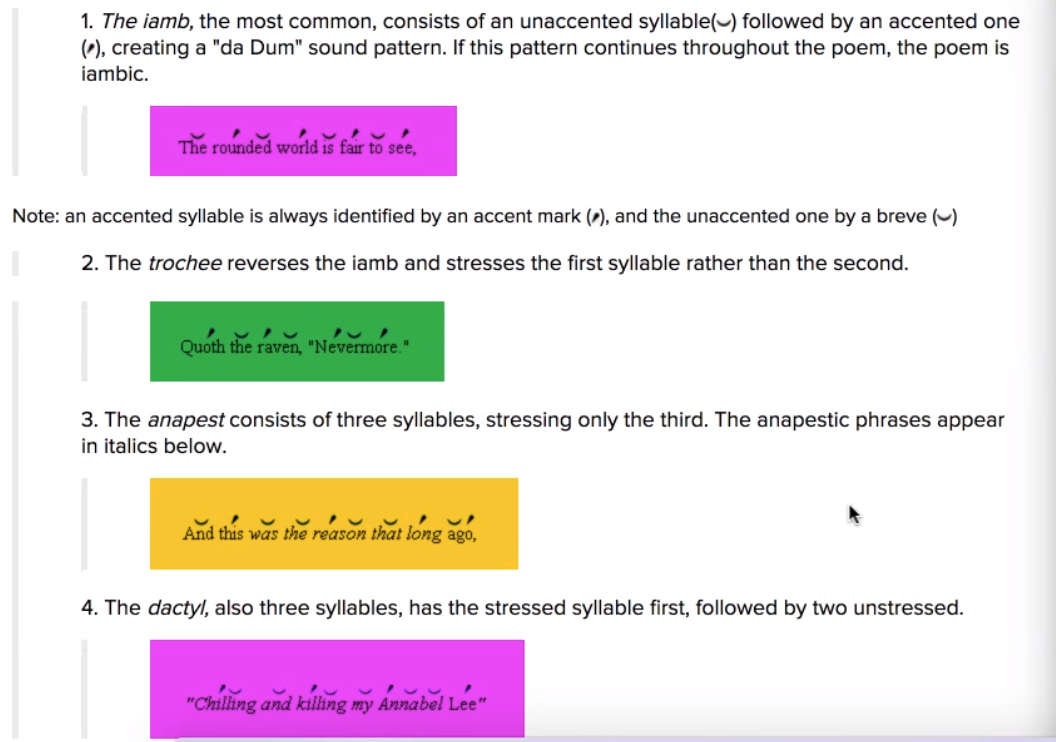 1. The iamb, the most common, consists of an unaccented syllable(⌣) followed by an accented one
(′), creating a "da Dum" sound pattern. If this pattern continues throughout the poem, the poem is
iambic.
The rounded world is fair to see,
Note: an accented syllable is always identified by an accent mark (′), and the unaccented one by a breve (⌣)
2. The trochee reverses the iamb and stresses the first syllable rather than the second.
Quoth the raven, "Nevermore."
3. The anapest consists of three syllables, stressing only the third. The anapestic phrases appear
in italics below.
And this was the reason that long ago,
4. The dactyl, also three syllables, has the stressed syllable first, followed by two unstressed.
"Chilling and killing my Annabel Lee"